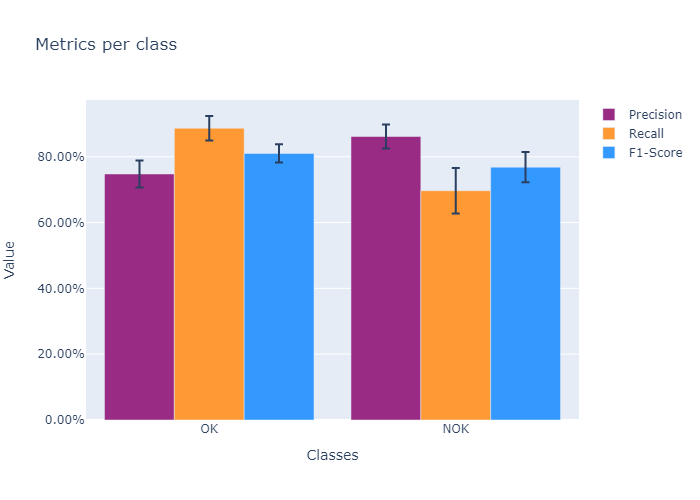 Metrics per class
Precision
Recall
F1-Score
80.00%
60.00%
40.00%
20.00%
0.00%
Value
OK
NOK
Classes